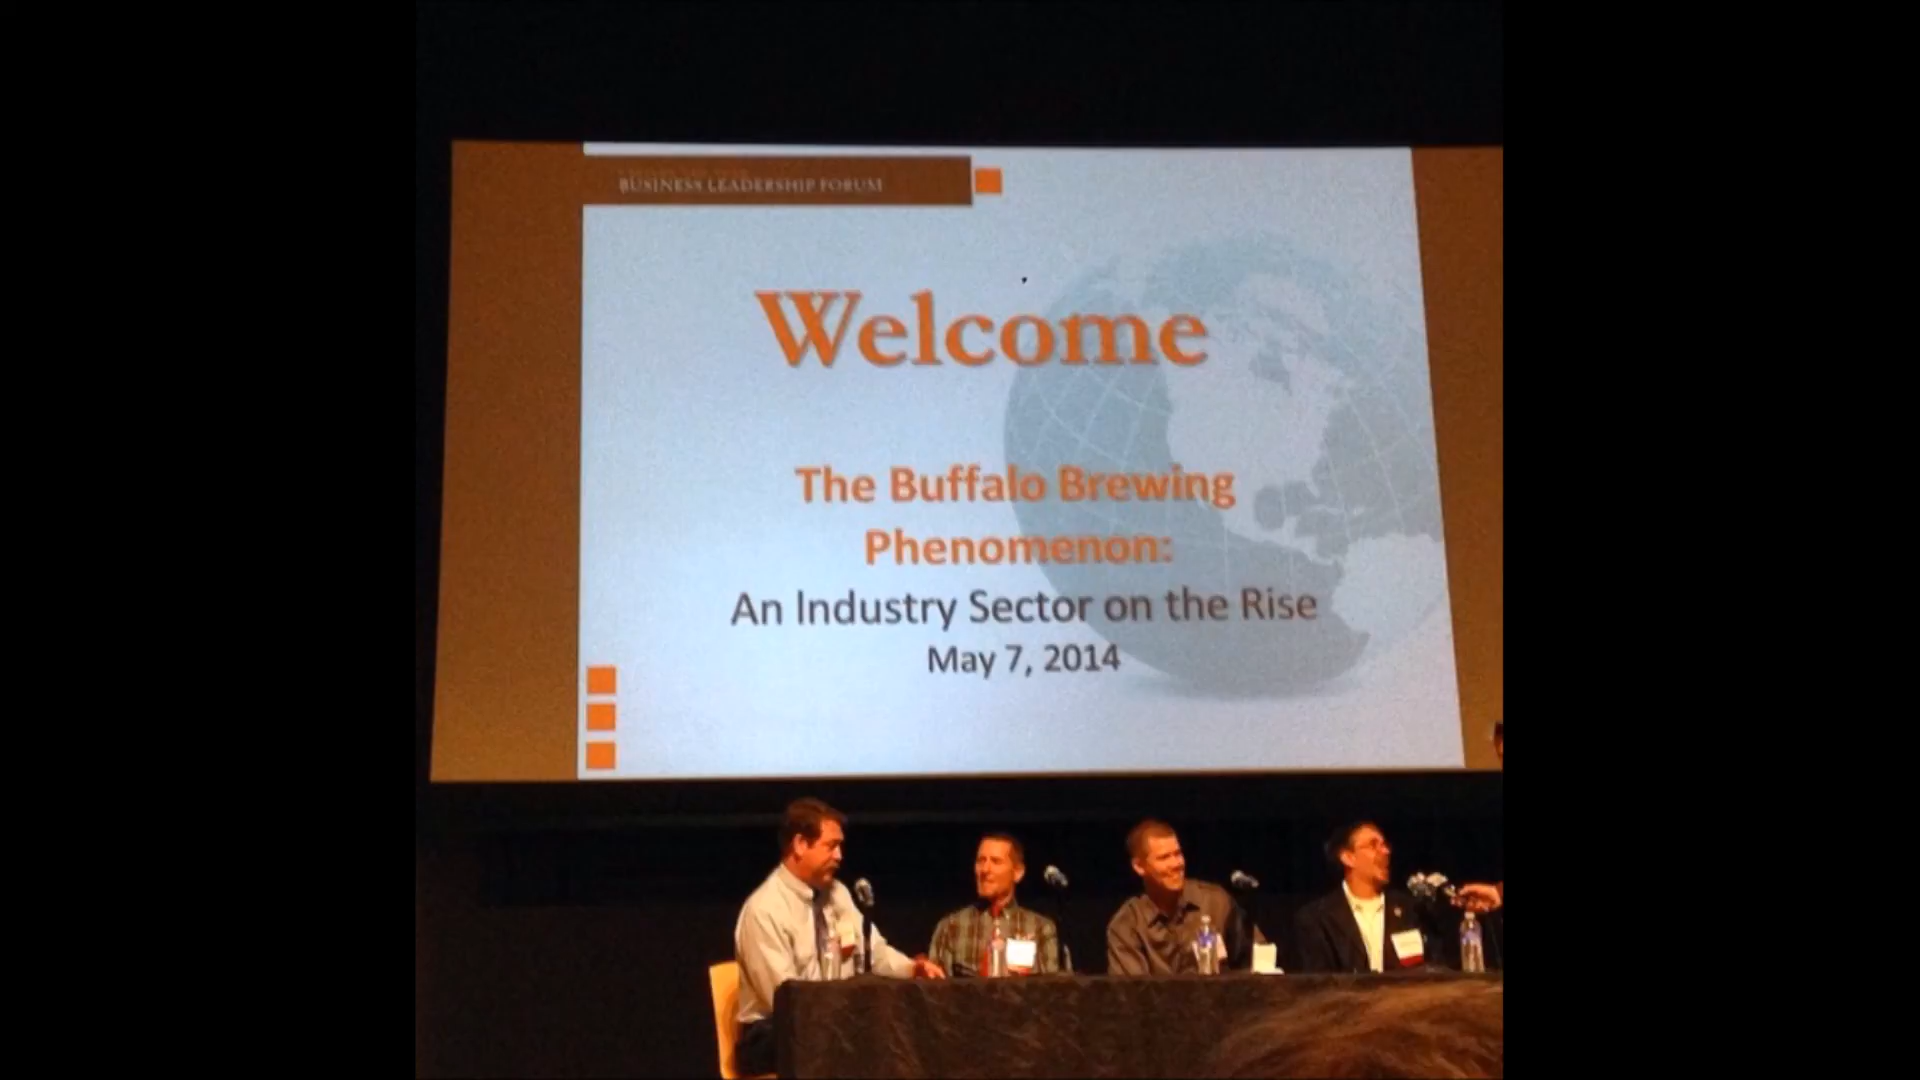 BUSINESS LEADERSHIP FORUM
Welcome
The Buffalo Brewing
Phenomenon:
An Industry Sector on the Rise
May 7, 2014